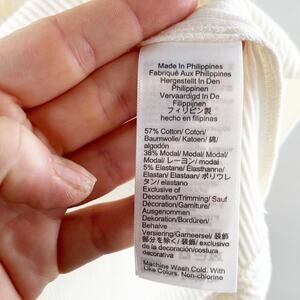 Made In Philippines
Fabriqué Aux Philippines
Hergestellt In Den
Philippinen
Vervaardigd In De
Filippijnen
フィリピン製
hecho en filipinas
57% Cotton/ Coton/
Baumwolle/ Katoen/ 綿/
algodón
38% Modal/ Modal/ Modal/
Modal/ レーヨン/ modal
5% Elastane/ Élasthanne/
Elastan/ Elastaan/ ポリウレ
タン/ elastano
Exclusive of
Decoration/Trimming/ Sauf
Décoration/Garniture/
Ausgenommen
Dekoration/Bordüren/
Behalve
Versiering/Garneersel/ 装飾
部分を除く/ 装飾/ exclusivo
de la decoración/costura
decorativa
Machine Wash Cold. With
Like Colors. Non-chlorine